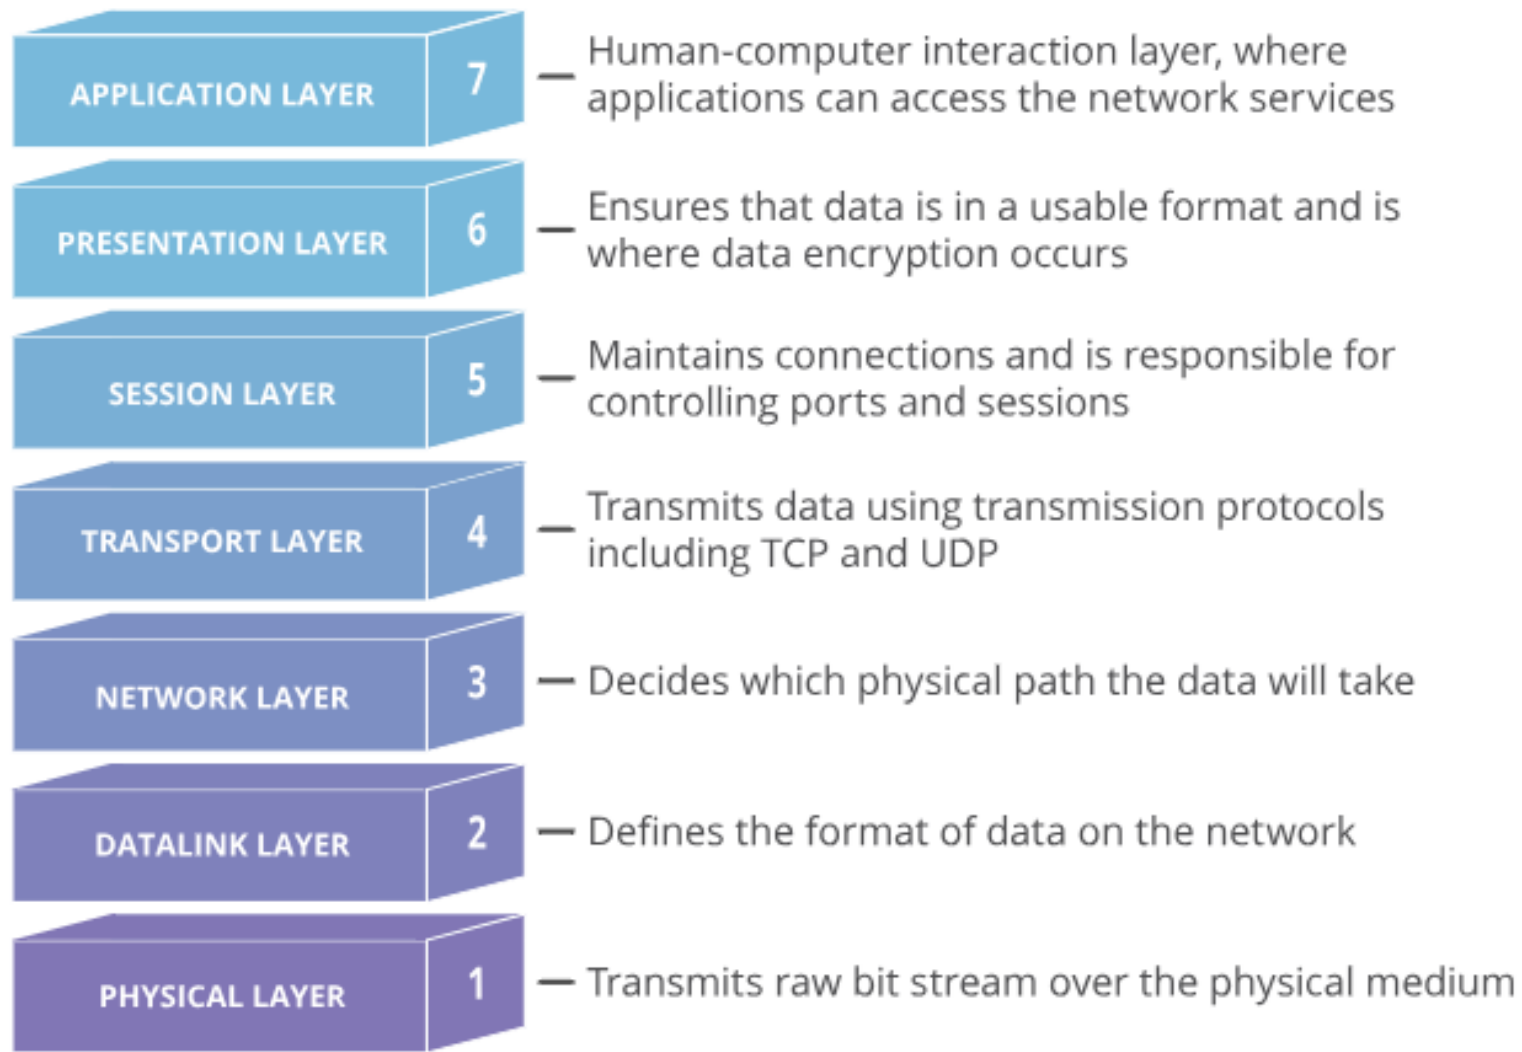 APPLICATION LAYER
7
Human-computer interaction layer, where
applications can access the network services
PRESENTATION LAYER
6
Ensures that data is in a usable format and is
where data encryption occurs
SESSION LAYER
5
Maintains connections and is responsible for
controlling ports and sessions
TRANSPORT LAYER
4
Transmits data using transmission protocols
including TCP and UDP
NETWORK LAYER
3
Decides which physical path the data will take
DATALINK LAYER
2
Defines the format of data on the network
PHYSICAL LAYER
1
Transmits raw bit stream over the physical medium